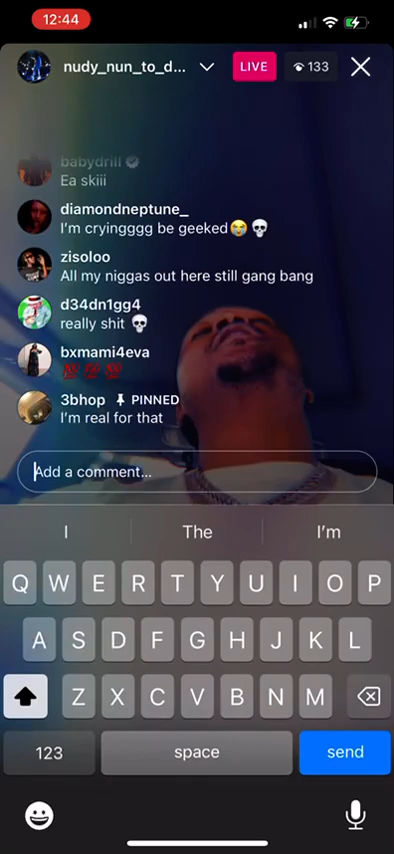 12:44
nudy_nun_to_d...
LIVE
133
babydrill
Ea skiii
diamondneptune_
I'm cryingggg be geeked😭💀
zisoloo
All my niggas out here still gang bang
d34dn1gg4
really shit 💀
bxmami4eva
💯💯💯
3bhop PINNED
I'm real for that
Add a comment...
I The I'm
Q W E R T Y U I O P
A S D F G H J K L
Z X C V B N M
123 space send